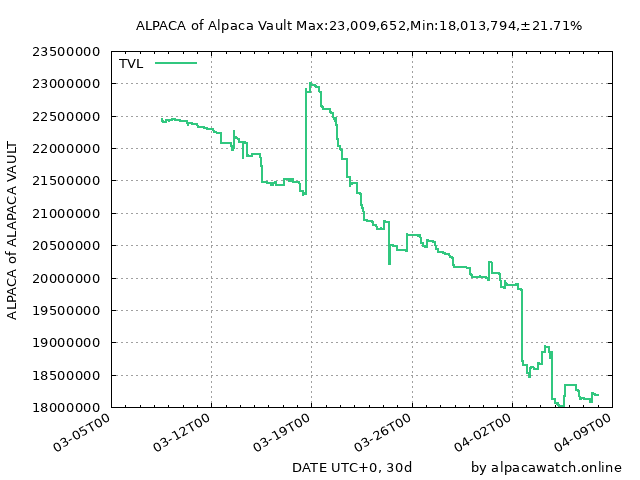 ALPACA of Alpaca Vault Max:23,009,652,Min:18,013,794,±21.71%
TVL
ALPACA of ALAPACA VAULT
23500000
23000000
22500000
22000000
21500000
21000000
20500000
20000000
19500000
19000000
18500000
18000000
03-05T00
03-12T00
03-19T00
03-26T00
04-02T00
04-09T00
DATE UTC+0, 30d
by alpacawatch.online